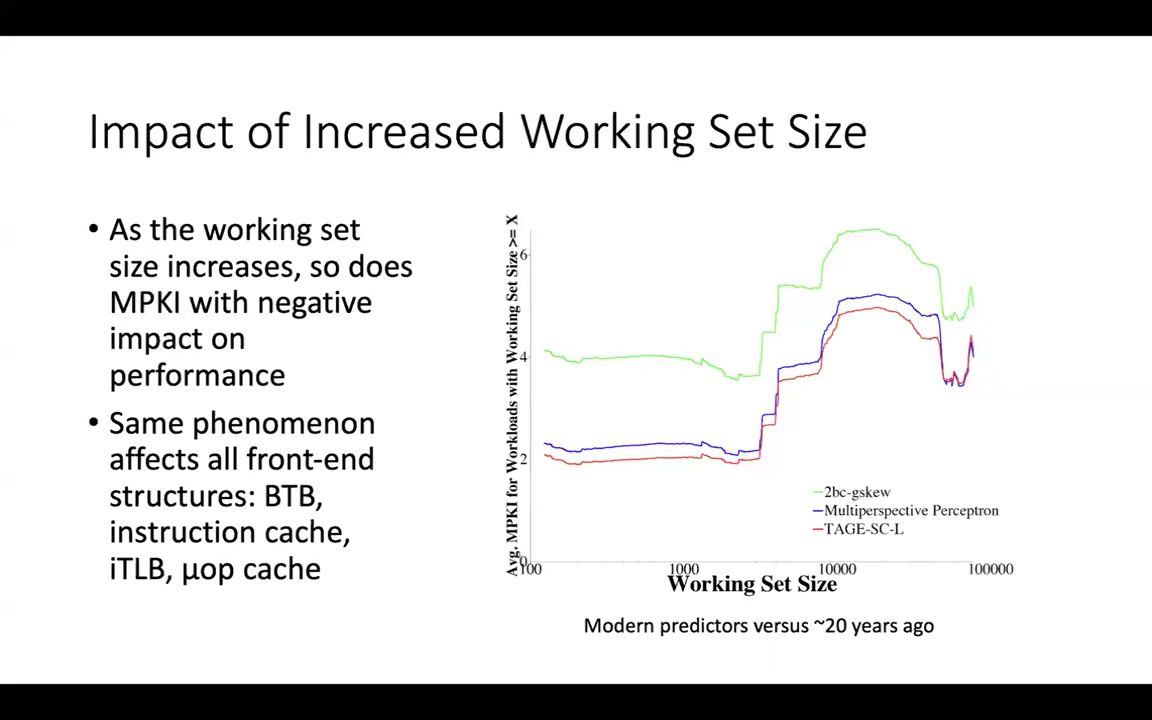 Impact of Increased Working Set Size
• As the working set
size increases, so does
MPKI with negative
impact on
performance
• Same phenomenon
affects all front-end
structures: BTB,
instruction cache,
iTLB, µop cache
Avg. MPKI for Workloads with Working Set Size >= X
6
4
2
0
100
1000
10000
100000
Working Set Size
2bc-gskew
Multiperspective Perceptron
TAGE-SC-L
Modern predictors versus ~20 years ago